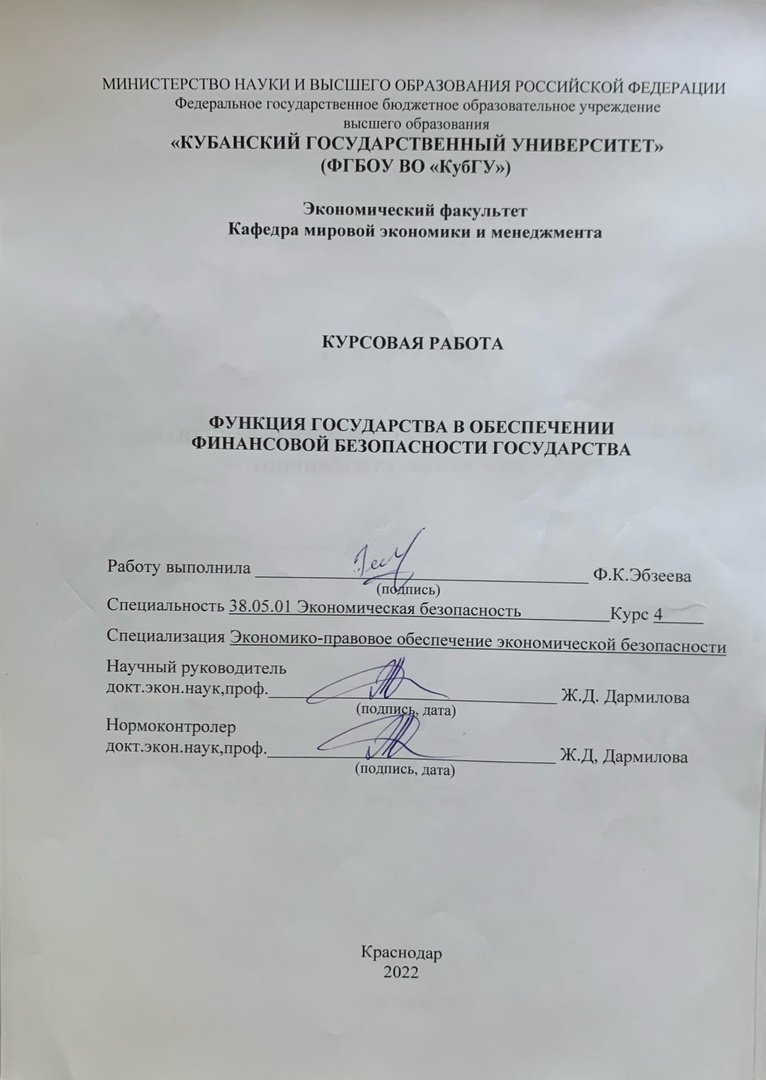 МИНИСТЕРСТВО НАУКИ И ВЫСШЕГО ОБРАЗОВАНИЯ РОССИЙСКОЙ ФЕДЕРАЦИИ
Федеральное государственное бюджетное образовательное учреждение
высшего образования
«КУБАНСКИЙ ГОСУДАРСТВЕННЫЙ УНИВЕРСИТЕТ»
(ФГБОУ ВО «КубГУ»)
Экономический факультет
Кафедра мировой экономики и менеджмента
КУРСОВАЯ РАБОТА
ФУНКЦИЯ ГОСУДАРСТВА В ОБЕСПЕЧЕНИИ
ФИНАНСОВОЙ БЕЗОПАСНОСТИ ГОСУДАРСТВА
Работу выполнила Ф.К.Эбзеева
(подпись)
Специальность 38.05.01 Экономическая безопасность Курс 4
Специализация Экономико-правовое обеспечение экономической безопасности
Научный руководитель
докт.экон.наук,проф. Ж.Д. Дармилова
(подпись, дата)
Нормоконтролер
докт.экон.наук,проф. Ж.Д, Дармилова
(подпись, дата)
Краснодар
2022